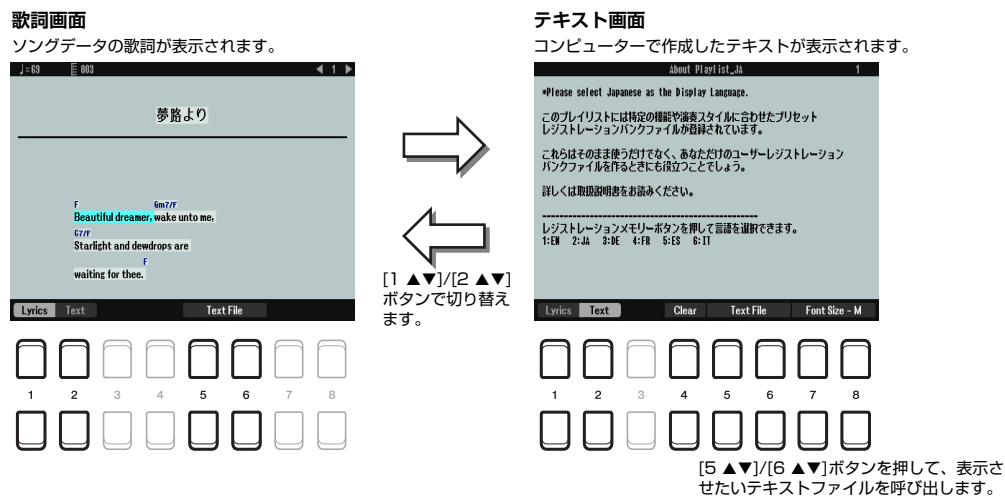 歌詞画面
ソングデータの歌詞が表示されます。
♩=69 003 ◀ 1 ▶
夢路より
F Gm7/F
Beautiful dreamer, wake unto me,
C7/F
Starlight and dewdrops are
F
waiting for thee.
Lyrics Text Text File
1 2 3 4 5 6 7 8
[1 ▲▼]/[2 ▲▼]
ボタンで切り替え
ます。
テキスト画面
コンピューターで作成したテキストが表示されます。
About Playlist_JA 1
*Please select Japanese as the Display Language.
このプレイリストには特定の機能や演奏スタイルに合わせたプリセット
レジストレーションバンクファイルが登録されています。
これらはそのまま使うだけでなく、あなただけのユーザーレジストレーション
バンクファイルを作るときにも役立つことでしょう。
詳しくは取扱説明書をお読みください。
------------------------------------------------------
レジストレーションメモリーボタンを押して言語を選択できます。
1:EN 2:JA 3:DE 4:FR 5:ES 6:IT
Lyrics Text Clear Text File Font Size - M
1 2 3 4 5 6 7 8
[5 ▲▼]/[6 ▲▼]ボタンを押して、表示さ
せたいテキストファイルを呼び出します。